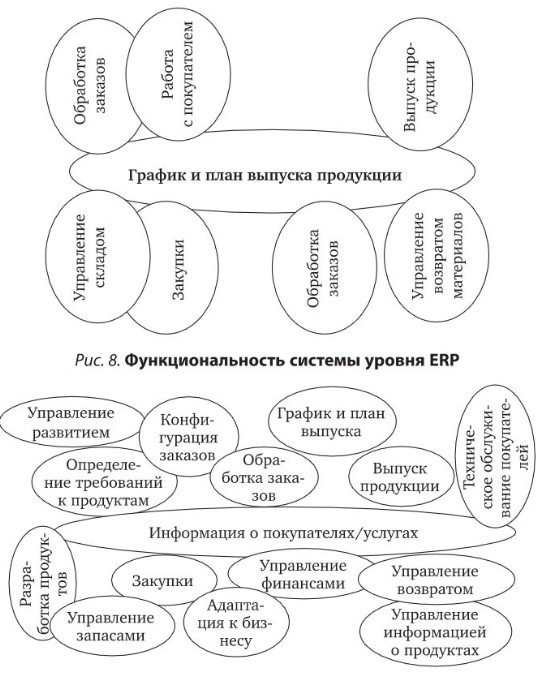 Обработка
заказов
Работа
с покупателем
Выпуск про-
дукции
График и план выпуска продукции
Управление
складом
Закупки
Обработка
заказов
Управление
возвратом
материалов
Рис. 8. Функциональность системы уровня ERP
Управление
развитием
Конфи-
гурация
заказов
График и план
выпуска
Техниче-
ское обслужи-
вание покупате-
лей
Определе-
ние требований
к продуктам
Обра-
ботка зака-
зов
Выпуск
продукции
Информация о покупателях/услугах
Разра-
ботка продук-
тов
Закупки
Управление
финансами
Управление
возвратом
Управление
запасами
Адапта-
ция к биз-
несу
Управление
информацией
о продуктах